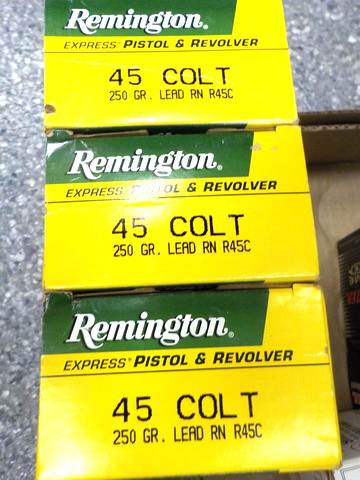 Remington®
EXPRESS® PISTOL & REVOLVER
45 COLT
250 GR. LEAD RN R45C
Remington®
EXPRESS® PISTOL & REVOLVER
45 COLT
250 GR. LEAD RN R45C
Remington®
EXPRESS® PISTOL & REVOLVER
45 COLT
250 GR. LEAD RN R45C